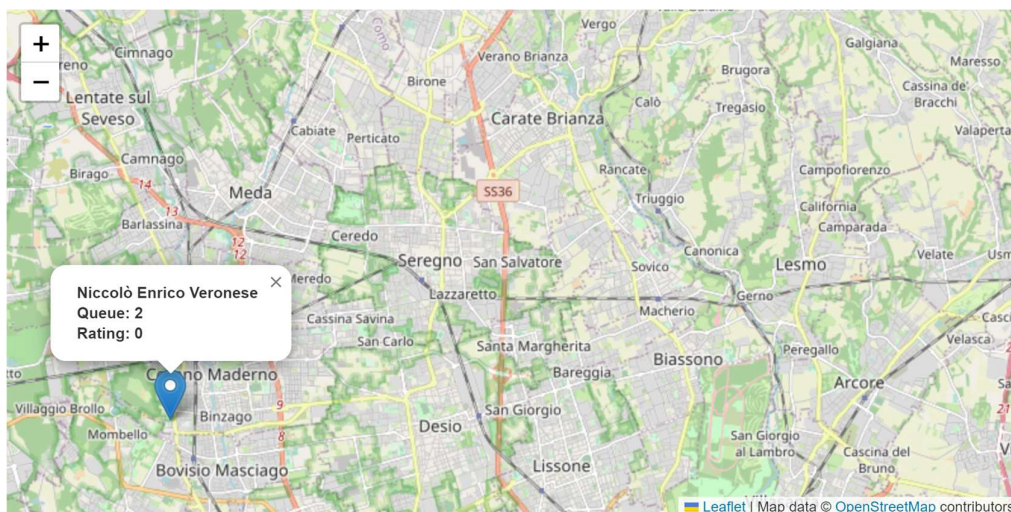 Vergo
Galgiana
Cimnago
Verano Brianza
Maresso
+
Birone
Brugora
−
Cassina de'
Bracchi
Lentate sul
Seveso
Calò
Tregasio
Carate Brianza
Cabiate
Perticato
Valaperta
Camnago
Birago
Rancate
Campofiorenzo
14
Meda
SS36
Triuggio
California
13
Barlassina
Camparada
12
12
Ceredo
Canonica
Velate
Seregno
San Salvatore
Sovico
Lesmo
Niccolò Enrico Veronese
×
Queue: 2
Rating: 0
Meredo
Lazzaretto
Gerno
Macherio
Cassina Savina
San Carlo
Santa Margherita
Velasca
Peregallo
Biassono
Bareggia
Cesano Maderno
Arcore
Villaggio Brollo
Binzago
9
San Giorgio
21
Mombello
8
Desio
San Giorgio
al Lambro
Cascina del
Bruno
Bovisio Masciago
Lissone
Leaflet | Map data © OpenStreetMap contributors